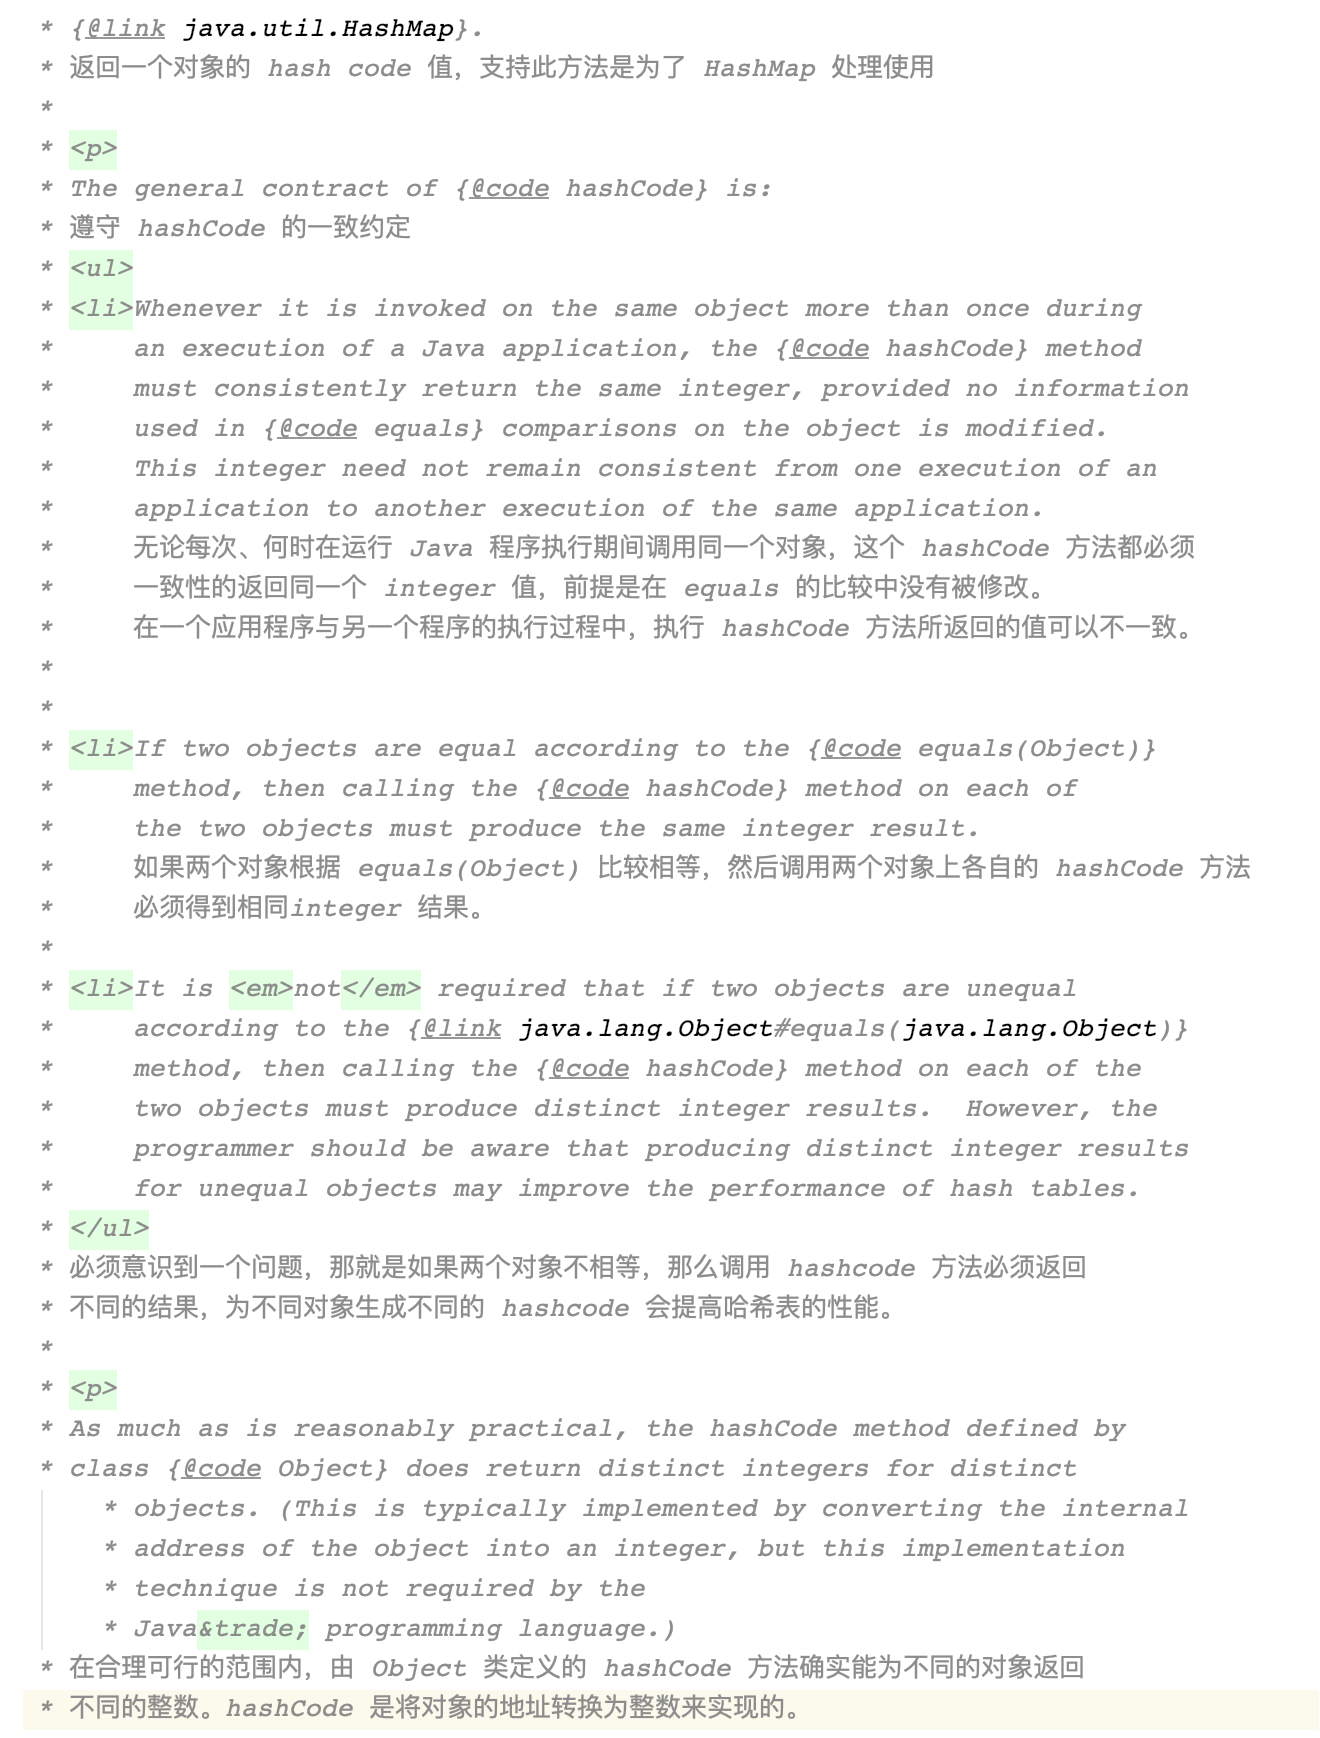 * {@link java.util.HashMap}.
* 返回一个对象的 hash code 值，支持此方法是为了 HashMap 处理使用
*
* <p>
* The general contract of {@code hashCode} is:
* 遵守 hashCode 的一致约定
* <ul>
* <li>Whenever it is invoked on the same object more than once during
*     an execution of a Java application, the {@code hashCode} method
*     must consistently return the same integer, provided no information
*     used in {@code equals} comparisons on the object is modified.
*     This integer need not remain consistent from one execution of an
*     application to another execution of the same application.
*     无论每次、何时在运行 Java 程序执行期间调用同一个对象，这个 hashCode 方法都必须
*     一致性的返回同一个 integer 值，前提是在 equals 的比较中没有被修改。
*     在一个应用程序与另一个程序的执行过程中，执行 hashCode 方法所返回的值可以不一致。
*
*
* <li>If two objects are equal according to the {@code equals(Object)}
*     method, then calling the {@code hashCode} method on each of
*     the two objects must produce the same integer result.
*     如果两个对象根据 equals(Object) 比较相等，然后调用两个对象上各自的 hashCode 方法
*     必须得到相同integer 结果。
*
* <li>It is <em>not</em> required that if two objects are unequal
*     according to the {@link java.lang.Object#equals(java.lang.Object)}
*     method, then calling the {@code hashCode} method on each of the
*     two objects must produce distinct integer results.  However, the
*     programmer should be aware that producing distinct integer results
*     for unequal objects may improve the performance of hash tables.
* </ul>
* 必须意识到一个问题，那就是如果两个对象不相等，那么调用 hashcode 方法必须返回
* 不同的结果，为不同对象生成不同的 hashcode 会提高哈希表的性能。
*
* <p>
* As much as is reasonably practical, the hashCode method defined by
* class {@code Object} does return distinct integers for distinct
    * objects. (This is typically implemented by converting the internal
    * address of the object into an integer, but this implementation
    * technique is not required by the
    * Java&trade; programming language.)
* 在合理可行的范围内，由 Object 类定义的 hashCode 方法确实能为不同的对象返回
* 不同的整数。hashCode 是将对象的地址转换为整数来实现的。